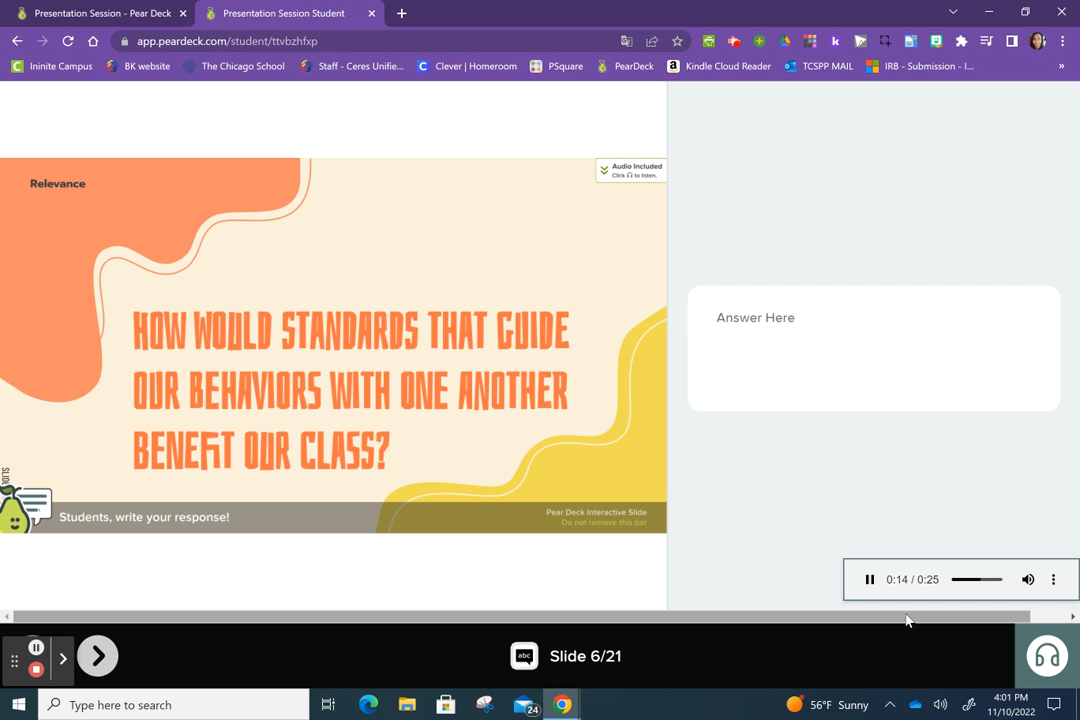 Presentation Session - Pear Deck
Presentation Session Student
app.peardeck.com/student/ttvbzhfxp
Ininite Campus
BK website
The Chicago School
Staff - Ceres Unifie...
Clever | Homeroom
PSquare
PearDeck
Kindle Cloud Reader
TCSPP MAIL
IRB - Submission - I...
Relevance
Audio Included
Click to listen.
HOW WOULD STANDARDS THAT GUIDE
OUR BEHAVIORS WITH ONE ANOTHER
BENEFIT OUR CLASS?
Students, write your response!
Pear Deck Interactive Slide
Do not remove this bar
Answer Here
0:14 / 0:25
abc
Slide 6/21
Type here to search
24
56°F Sunny
4:01 PM
11/10/2022